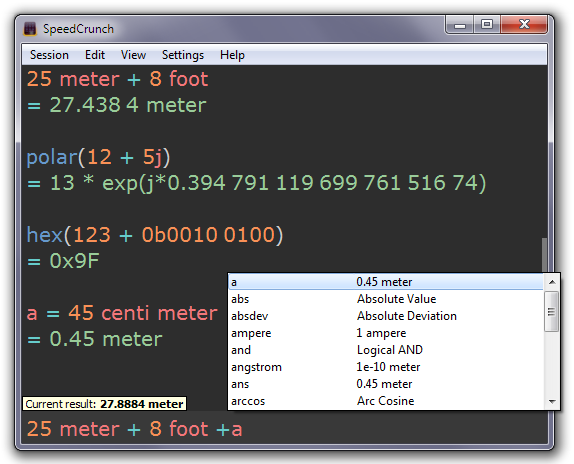 SpeedCrunch
Session Edit View Settings Help
25 meter + 8 foot
= 27.438 4 meter
polar(12 + 5j)
= 13 * exp(j*0.394 791 119 699 761 516 74)
hex(123 + 0b0010 0100)
= 0x9F
a = 45 centi meter
= 0.45 meter
a 0.45 meter
abs Absolute Value
absdev Absolute Deviation
ampere 1 ampere
and Logical AND
angstrom 1e-10 meter
ans 0.45 meter
arccos Arc Cosine
Current result: 27.8884 meter
25 meter + 8 foot +a